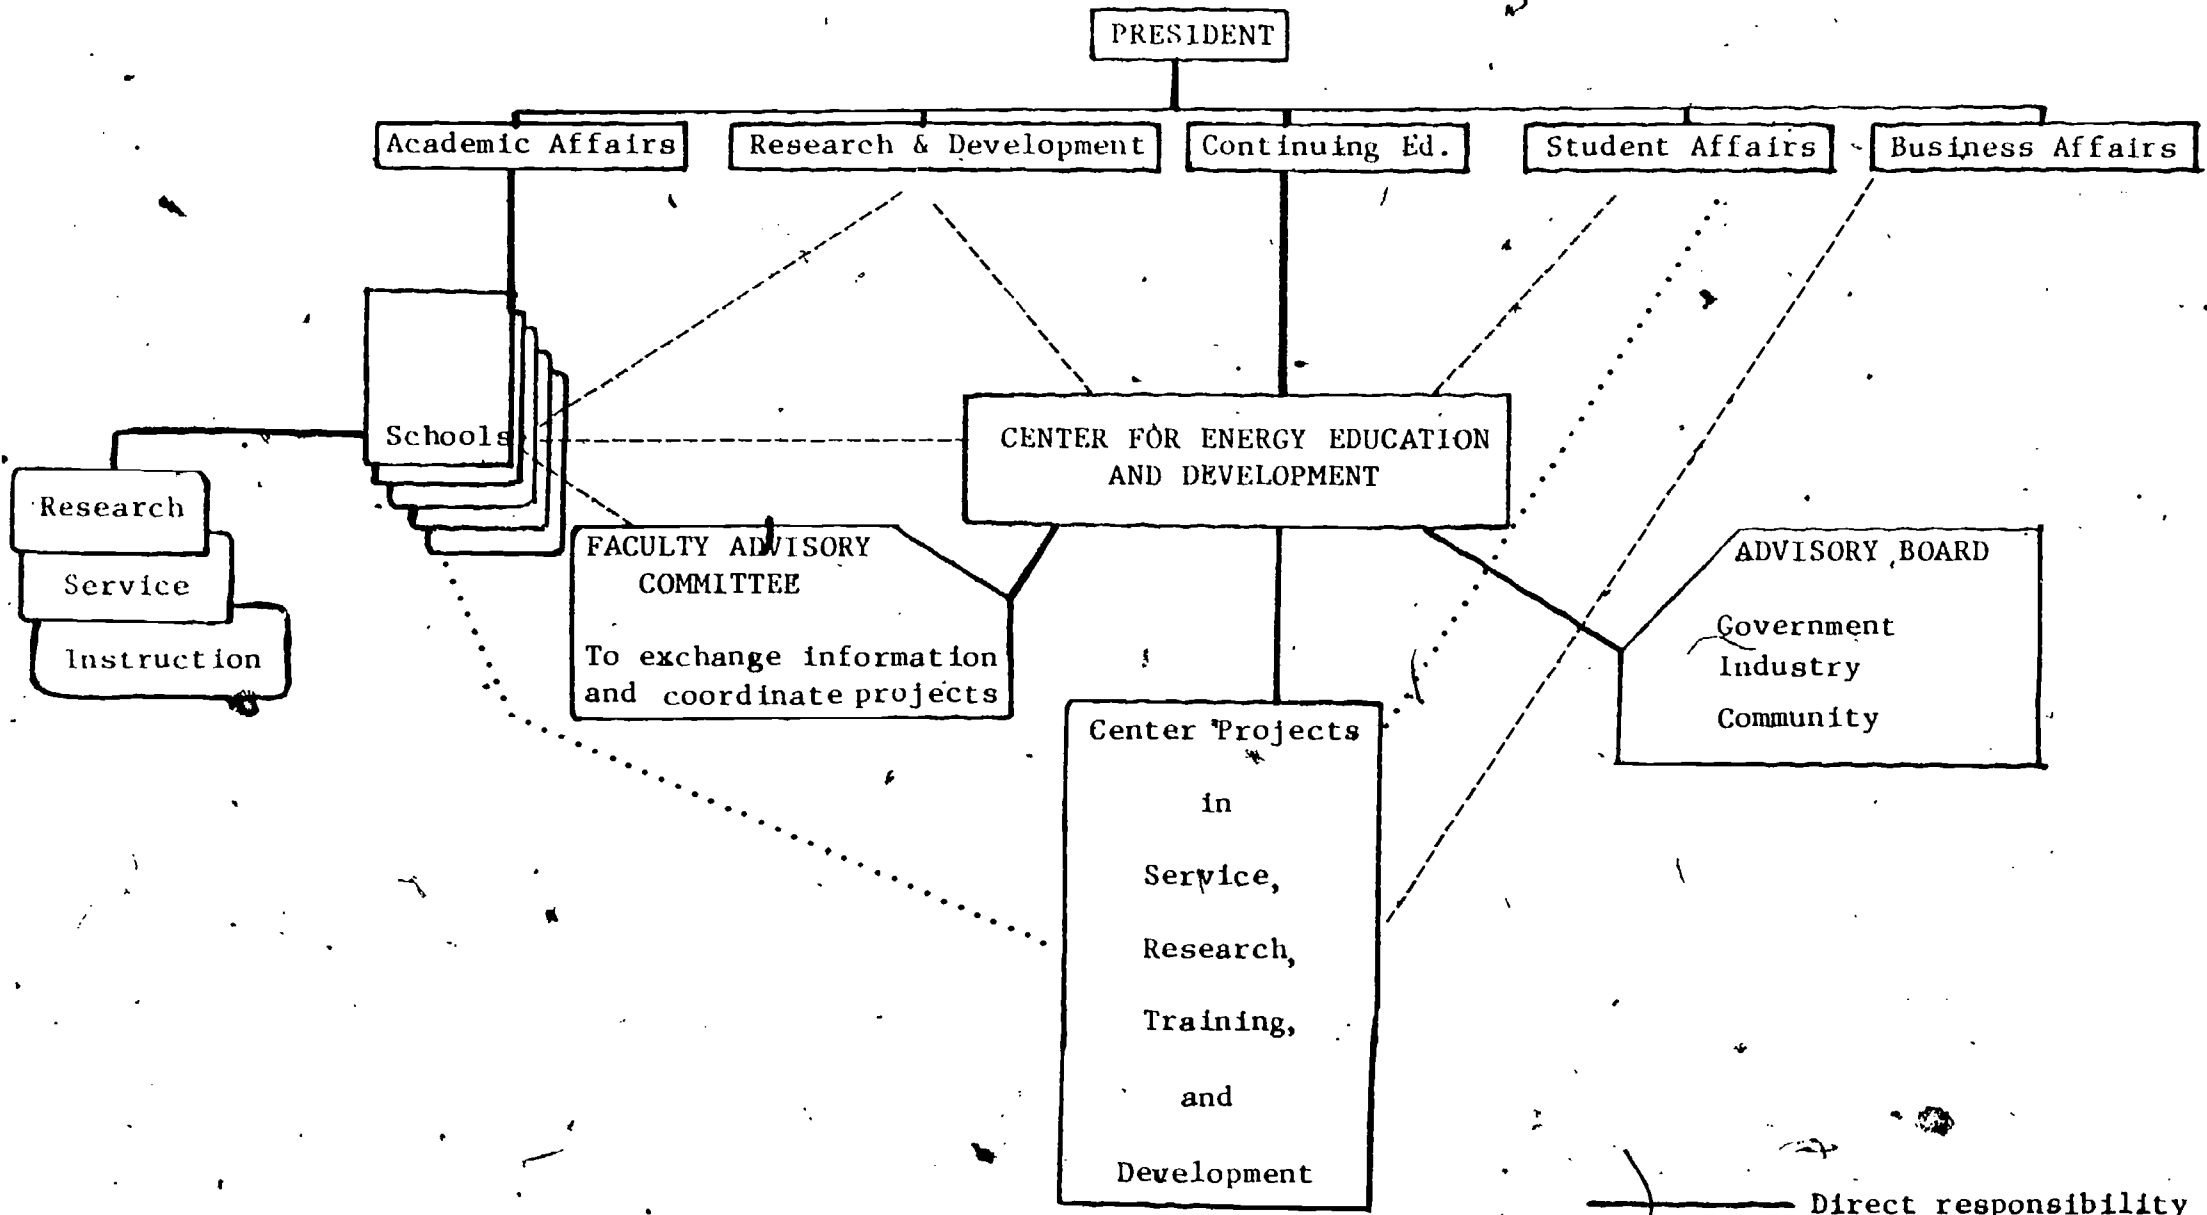 PRESIDENT
Academic Affairs
Research & Development
Continuing Ed.
Student Affairs
Business Affairs
Schools
CENTER FOR ENERGY EDUCATION
AND DEVELOPMENT
Research
Service
Instruction
FACULTY ADVISORY
COMMITTEE
To exchange information
and coordinate projects
ADVISORY BOARD
Government
Industry
Community
Center Projects
in
Service,
Research,
Training,
and
Development
Direct responsibility